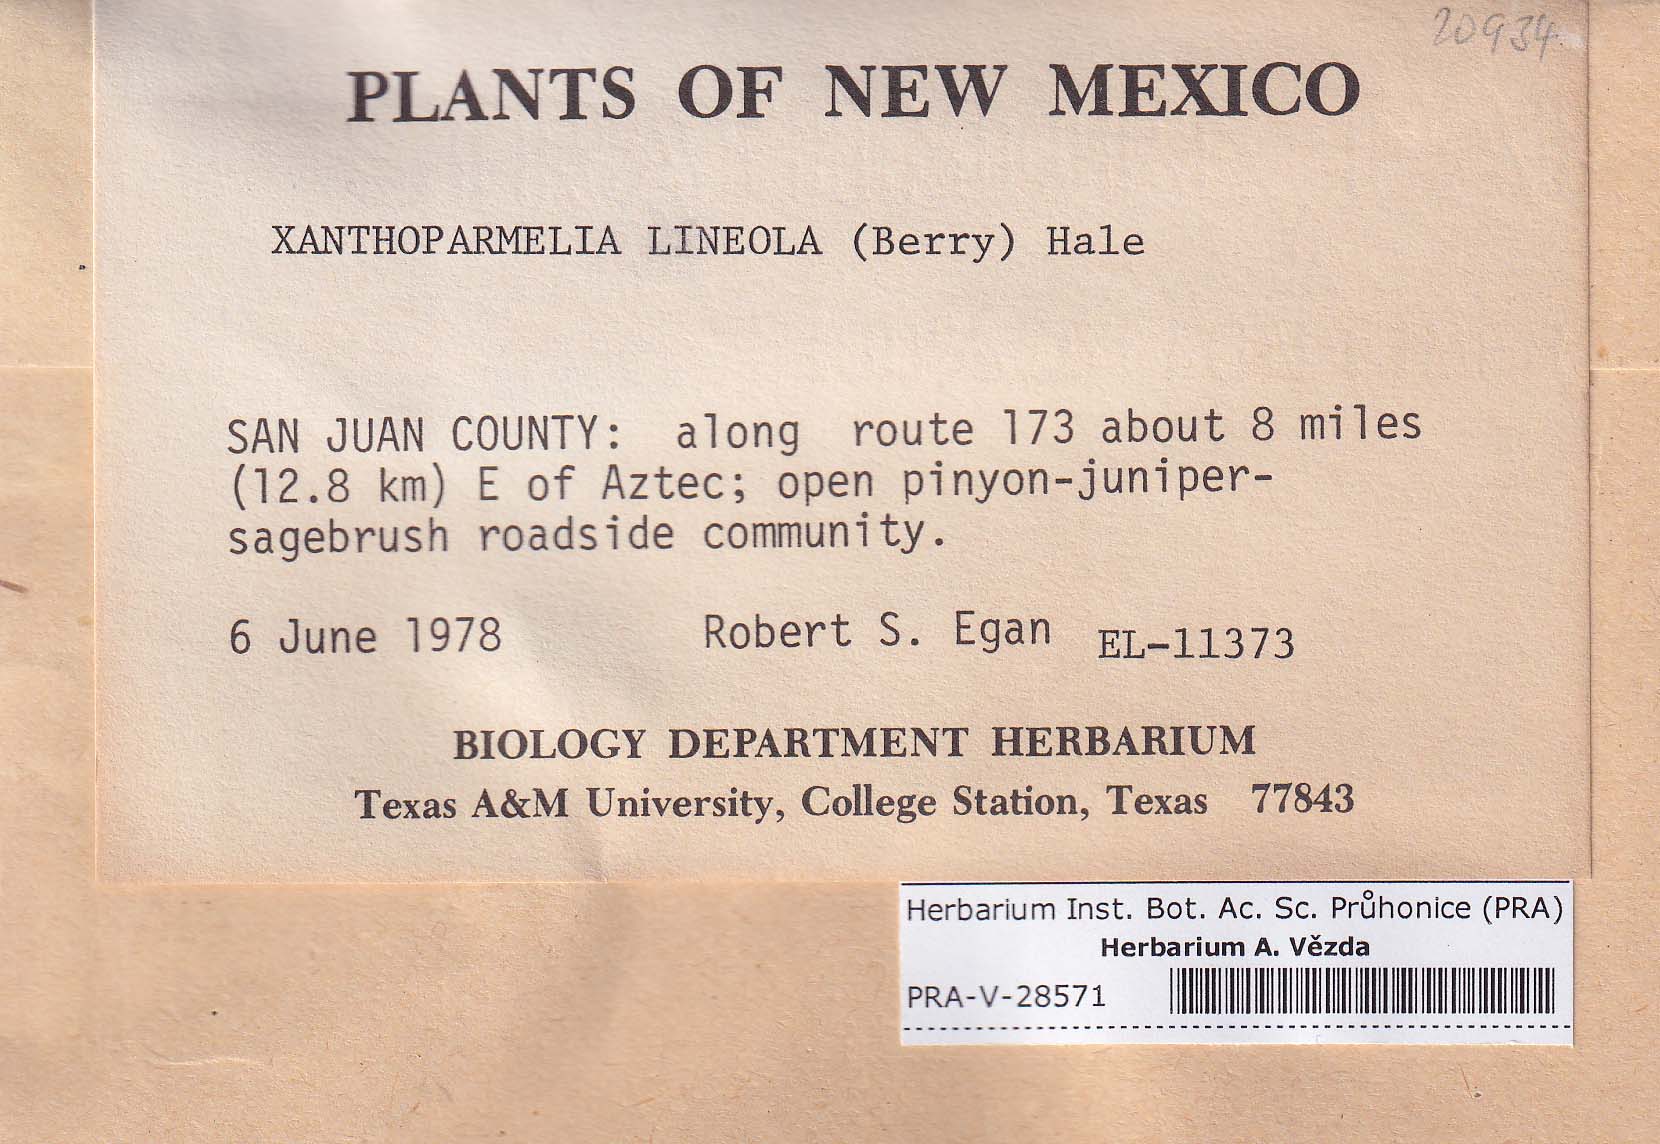 20934
PLANTS OF NEW MEXICO
XANTHOPARMELIA LINEOLA (Berry) Hale
SAN JUAN COUNTY: along route 173 about 8 miles
(12.8 km) E of Aztec; open pinyon-juniper-
sagebrush roadside community.
6 June 1978 Robert S. Egan EL-11373
BIOLOGY DEPARTMENT HERBARIUM
Texas A&M University, College Station, Texas 77843
Herbarium Inst. Bot. Ac. Sc. Průhonice (PRA)
Herbarium A. Vězda
PRA-V-28571